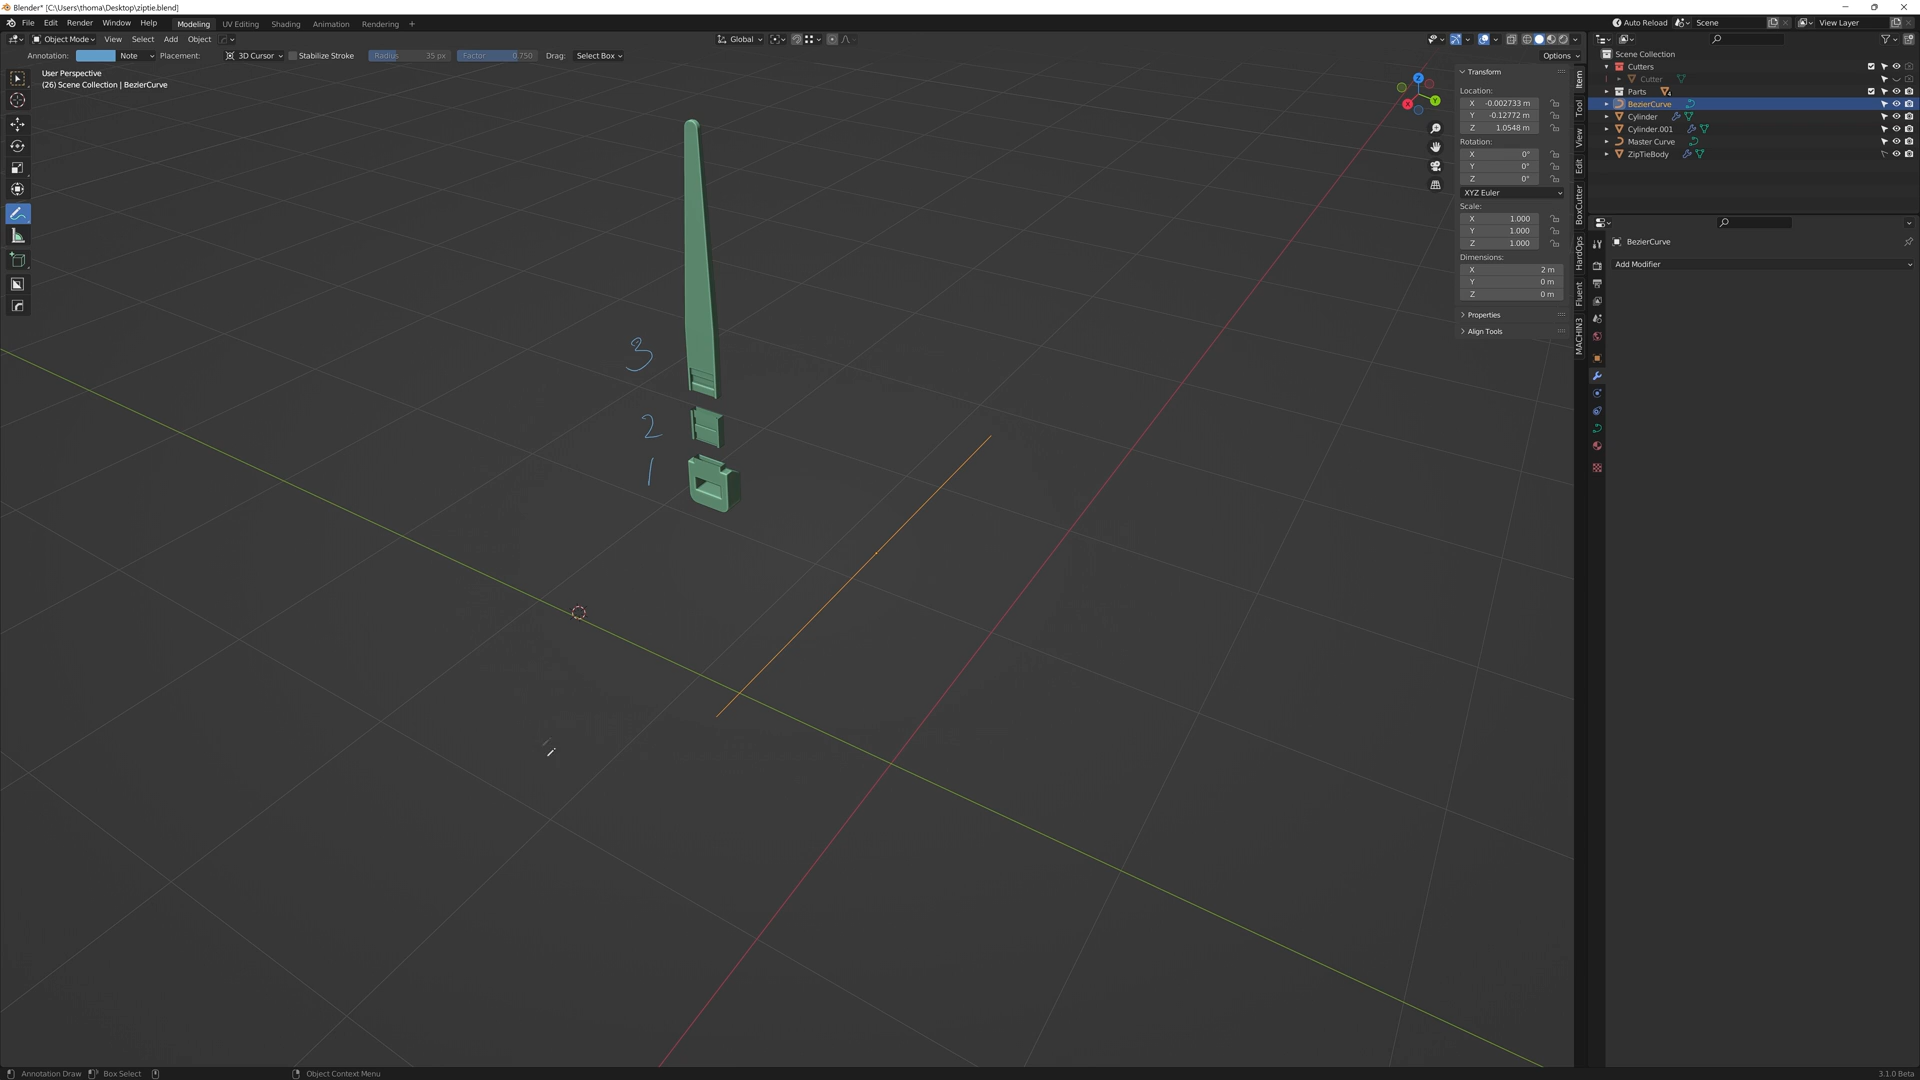 Blender* [C:\Users\thoma\Desktop\ziptie.blend]
File Edit Render Window Help Modeling UV Editing Shading Animation Rendering + Auto Reload Scene View Layer
Object Mode View Select Add Object Global
Annotation: Note Placement: 3D Cursor Stabilize Stroke Radius 35 px Factor 0.750 Drag: Select Box Options
User Perspective
(26) Scene Collection | BezierCurve
3
2
1
Z
Y
X
Transform
Location:
X -0.002733 m
Y -0.12772 m
Z 1.0548 m
Rotation:
X 0°
Y 0°
Z 0°
XYZ Euler
Scale:
X 1.000
Y 1.000
Z 1.000
Dimensions:
X 2 m
Y 0 m
Z 0 m
Properties
Align Tools
Item
Tool
View
Edit
BoxCutter
HardOps
Fluent
MACHIN3
Scene Collection
Cutters
Cutter
Parts 4
BezierCurve
Cylinder
Cylinder.001
Master Curve
ZipTieBody
BezierCurve
Add Modifier
Annotation Draw Box Select Object Context Menu 3.1.0 Beta